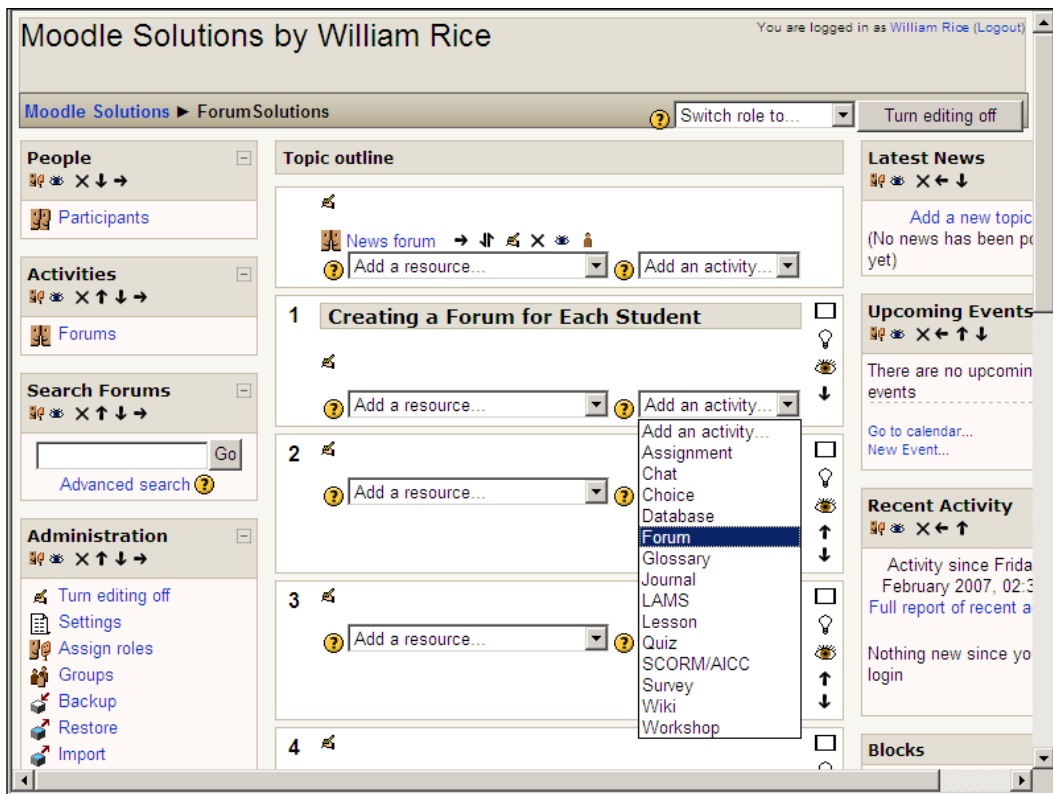 Moodle Solutions by William Rice
You are logged in as William Rice (Logout)
Moodle Solutions ► ForumSolutions
Switch role to...
Turn editing off
People
Participants
Activities
Forums
Search Forums
Go
Advanced search
Administration
Turn editing off
Settings
Assign roles
Groups
Backup
Restore
Import
Topic outline
News forum
Add a resource...
Add an activity...
1 Creating a Forum for Each Student
Add a resource...
Add an activity...
Add an activity...
Assignment
Chat
Choice
Database
Forum
Glossary
Journal
LAMS
Lesson
Quiz
SCORM/AICC
Survey
Wiki
Workshop
2
Add a resource...
3
Add a resource...
4
Latest News
Add a new topic
(No news has been po
yet)
Upcoming Events
There are no upcomin
events
Go to calendar...
New Event...
Recent Activity
Activity since Frida
February 2007, 02:3
Full report of recent a
Nothing new since yo
login
Blocks